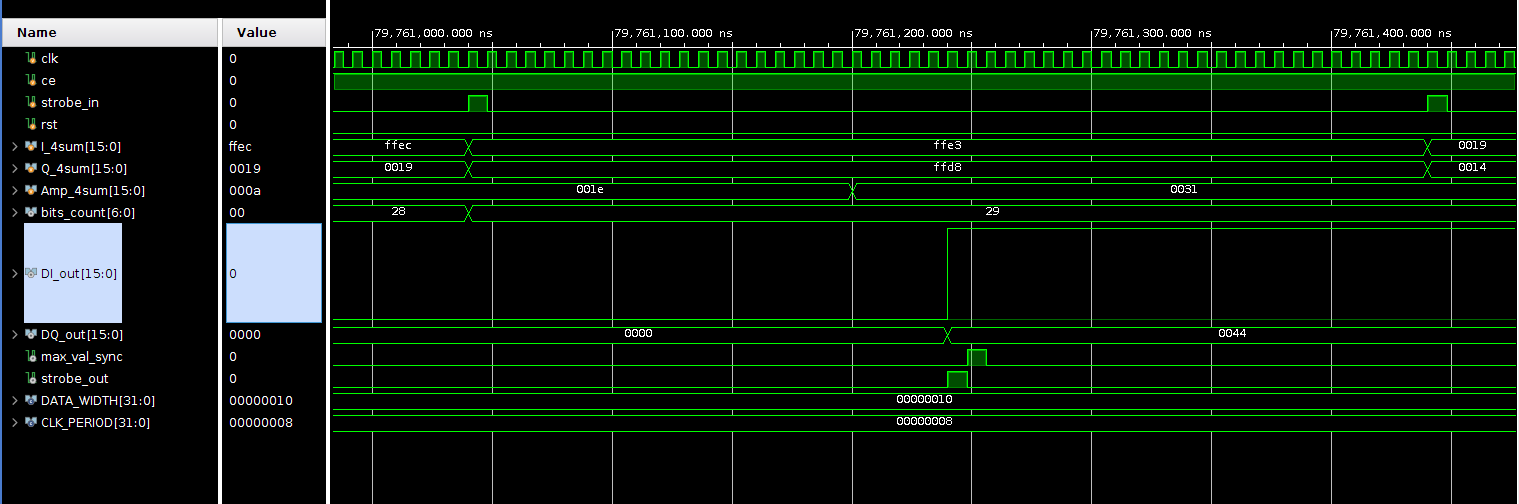 Name Value 79,761,000.000 ns 79,761,100.000 ns 79,761,200.000 ns 79,761,300.000 ns 79,761,400.000 ns
clk 0
ce 0
strobe_in 0
rst 0
I_4sum[15:0] ffec ffec ffe3 0019
Q_4sum[15:0] 0019 0019 ffd8 0014
Amp_4sum[15:0] 000a 001e 0031
bits_count[6:0] 00 28 29
DI_out[15:0] 0
DQ_out[15:0] 0000 0000 0044
max_val_sync 0
strobe_out 0
DATA_WIDTH[31:0] 00000010 00000010
CLK_PERIOD[31:0] 00000008 00000008